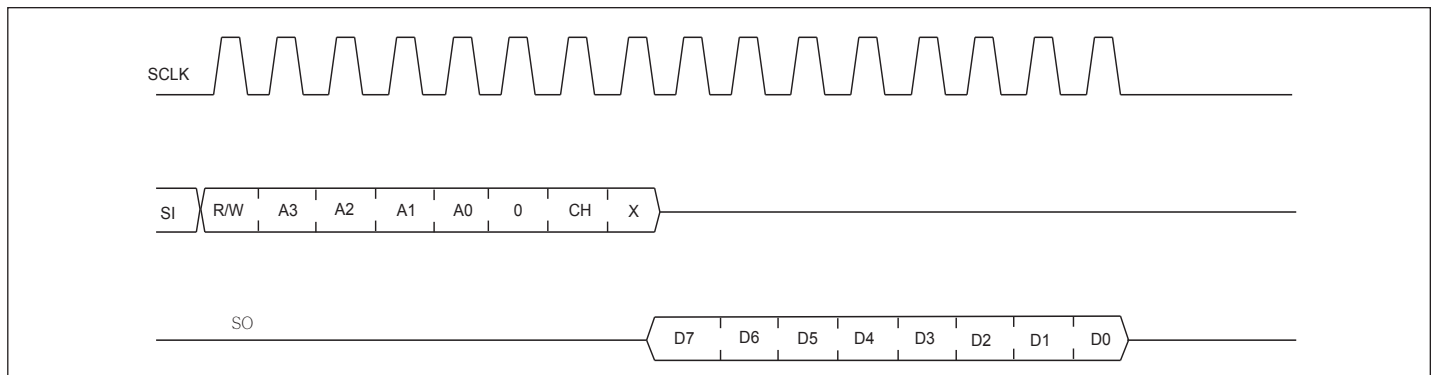 SCLK
SI R/W A3 A2 A1 A0 0 CH X
SO
D7 D6 D5 D4 D3 D2 D1 D0